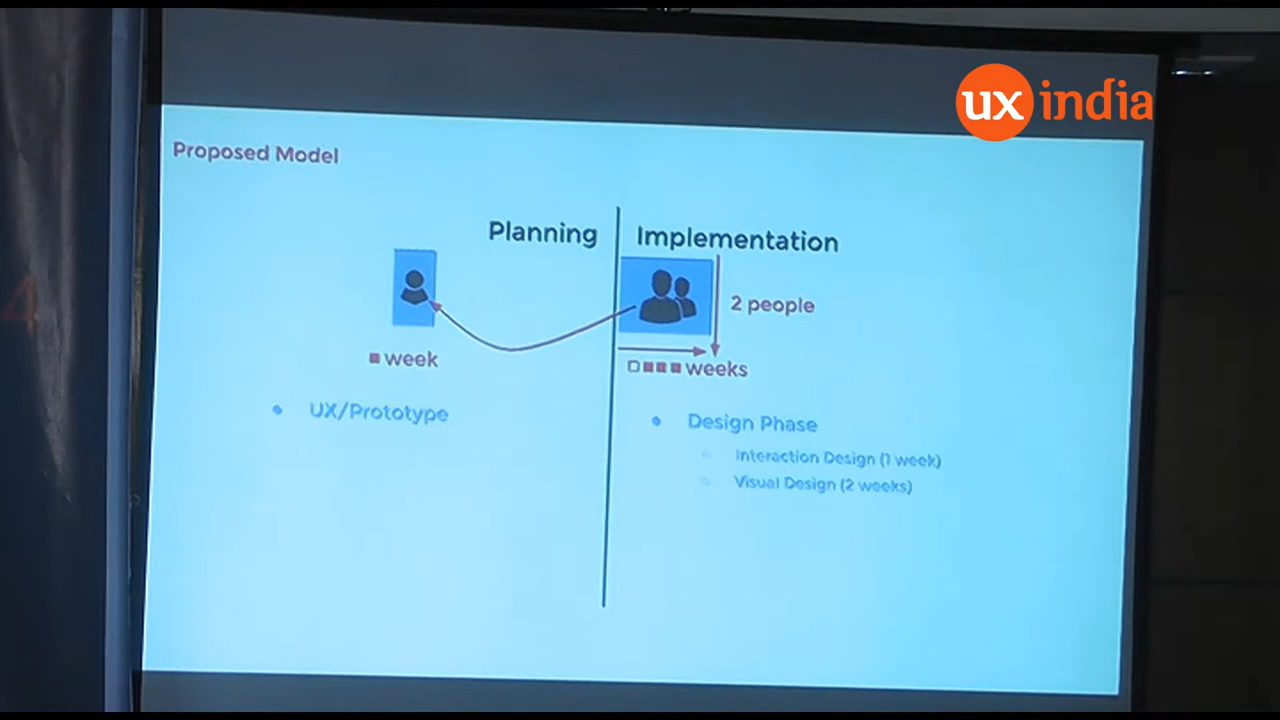 ux india
Proposed Model
Planning
Implementation
2 people
week
weeks
UX/Prototype
Design Phase
Interaction Design (1 week)
Visual Design (2 weeks)
4